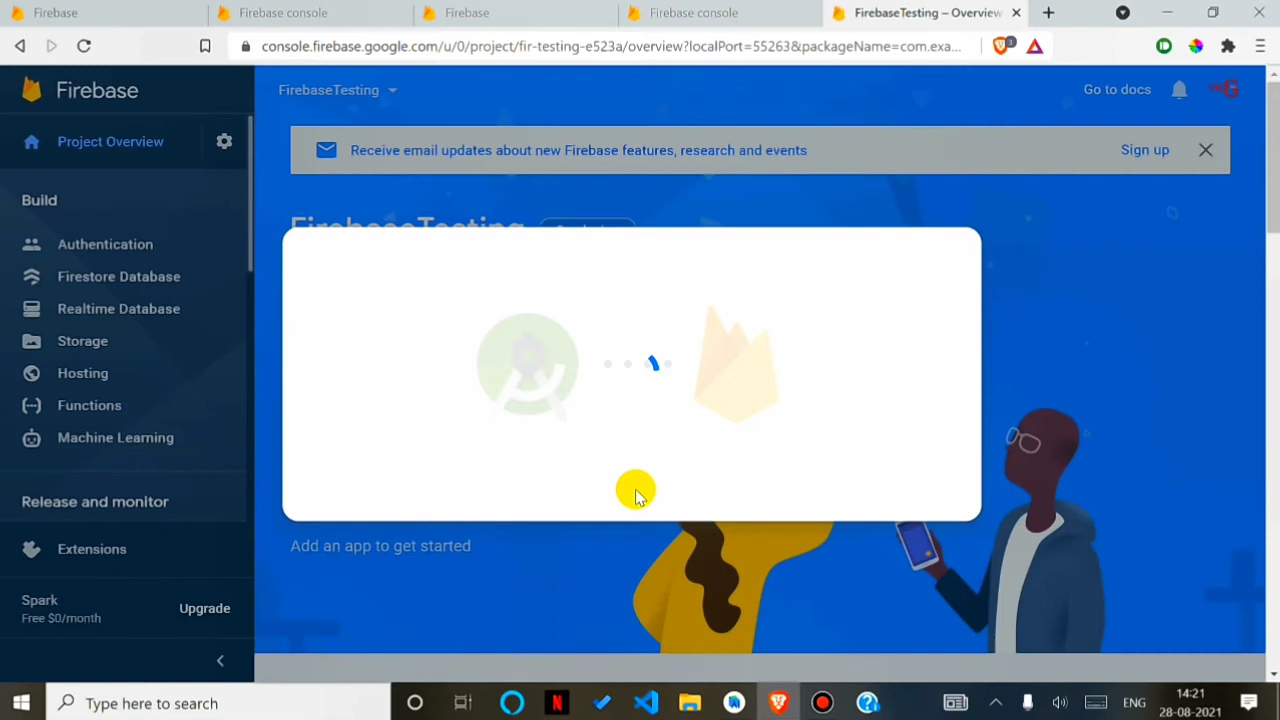 Firebase
Firebase console
Firebase
Firebase console
FirebaseTesting – Overview
console.firebase.google.com/u/0/project/fir-testing-e523a/overview?localPort=55263&packageName=com.exa...
3
Firebase
FirebaseTesting
Go to docs
Project Overview
Receive email updates about new Firebase features, research and events
Sign up
Build
FirebaseTesting
Authentication
Firestore Database
Realtime Database
Storage
Hosting
Functions
Machine Learning
Release and monitor
Extensions
Add an app to get started
Spark
Free $0/month
Upgrade
Type here to search
ENG
14:21
28-08-2021